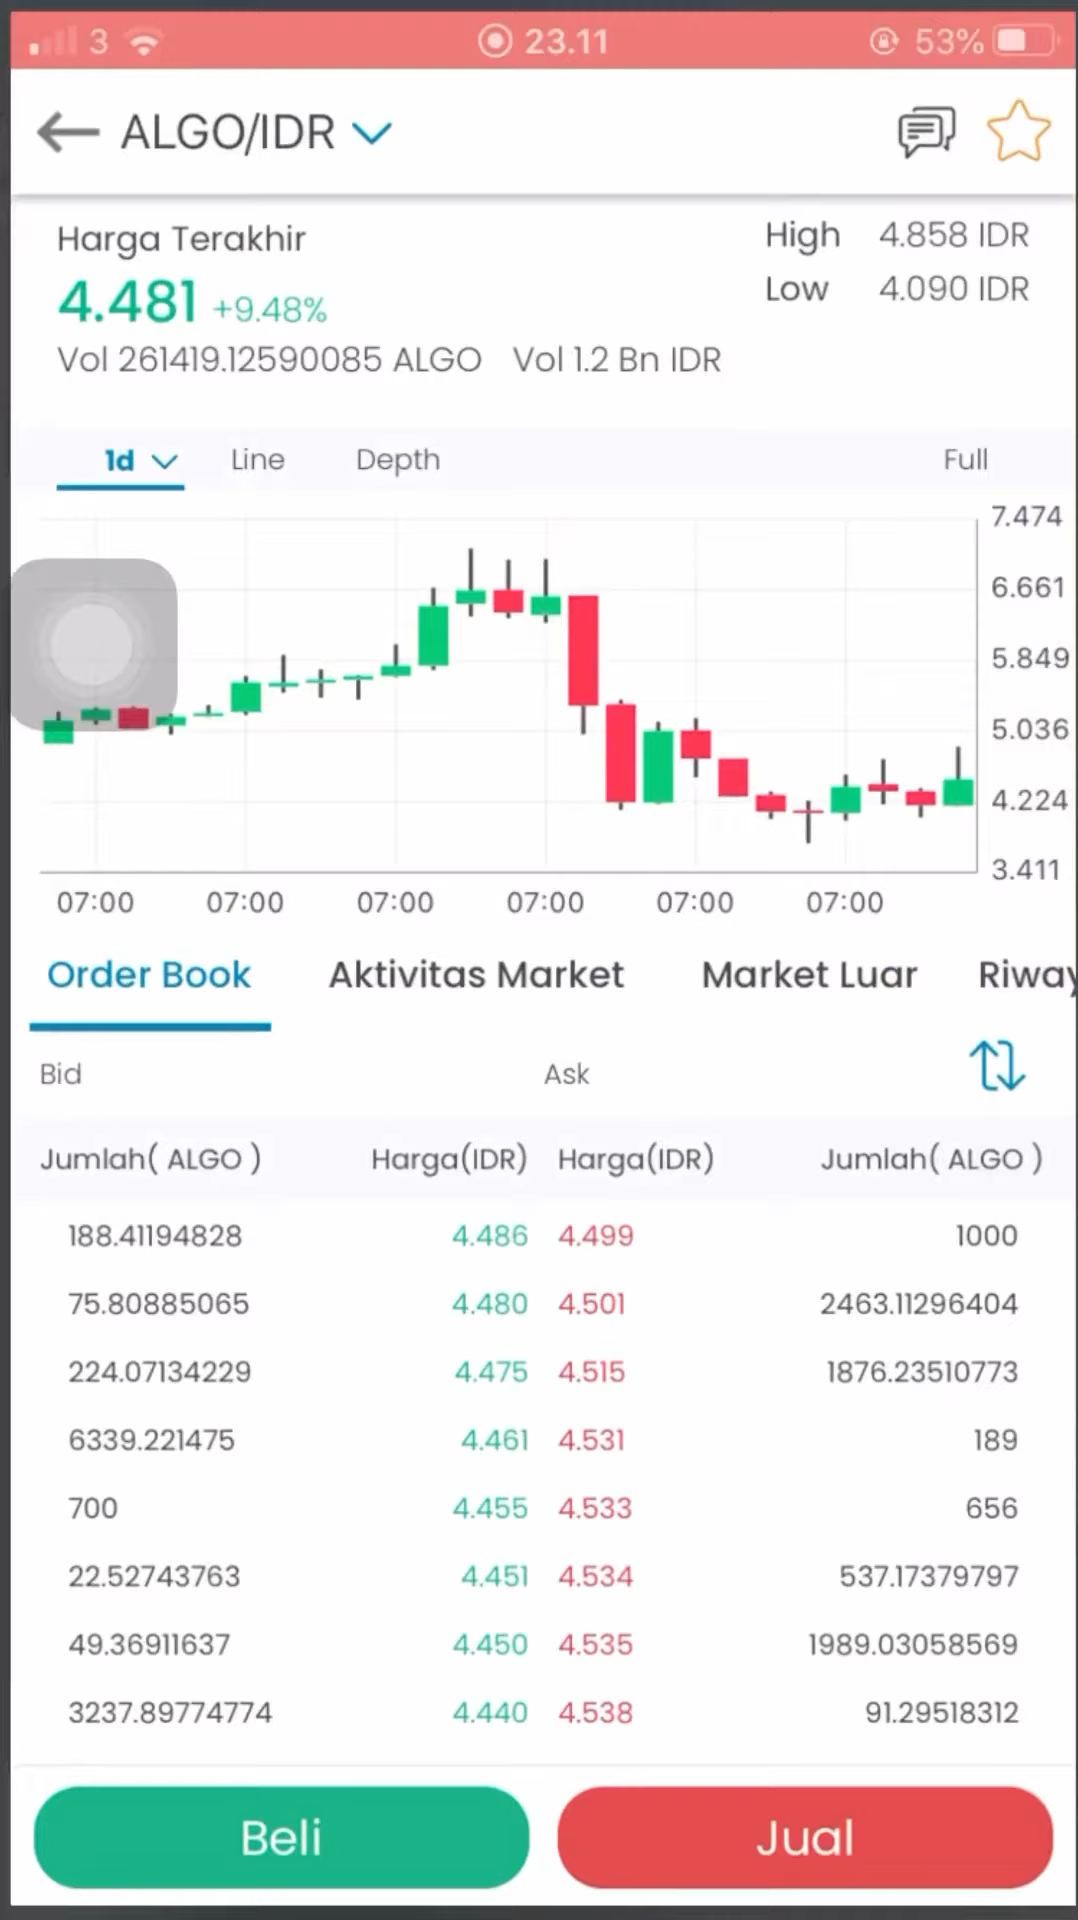 3 23.11 53%
ALGO/IDR
Harga Terakhir
High 4.858 IDR
4.481 +9.48%
Low 4.090 IDR
Vol 261419.12590085 ALGO Vol 1.2 Bn IDR
1d Line Depth Full
7.474
6.661
5.849
5.036
4.224
3.411
07:00 07:00 07:00 07:00 07:00 07:00
Order Book Aktivitas Market Market Luar Riway
Bid Ask
Jumlah( ALGO ) Harga(IDR) Harga(IDR) Jumlah( ALGO )
188.41194828 4.486 4.499 1000
75.80885065 4.480 4.501 2463.11296404
224.07134229 4.475 4.515 1876.23510773
6339.221475 4.461 4.531 189
700 4.455 4.533 656
22.52743763 4.451 4.534 537.17379797
49.36911637 4.450 4.535 1989.03058569
3237.89774774 4.440 4.538 91.29518312
Beli Jual